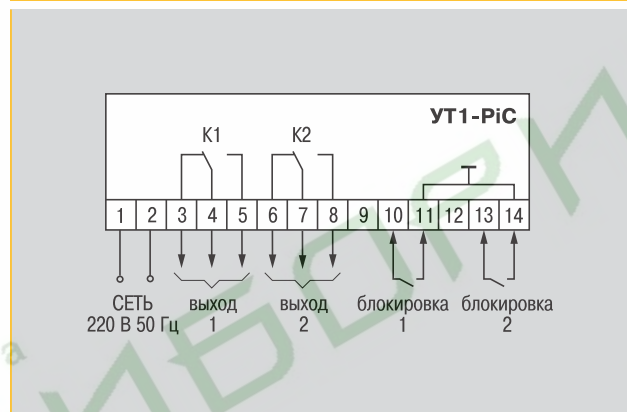 УТ1-PiC
К1 К2
1 2 3 4 5 6 7 8 9 10 11 12 13 14
СЕТЬ выход выход блокировка блокировка
220 В 50 Гц 1 2 1 2